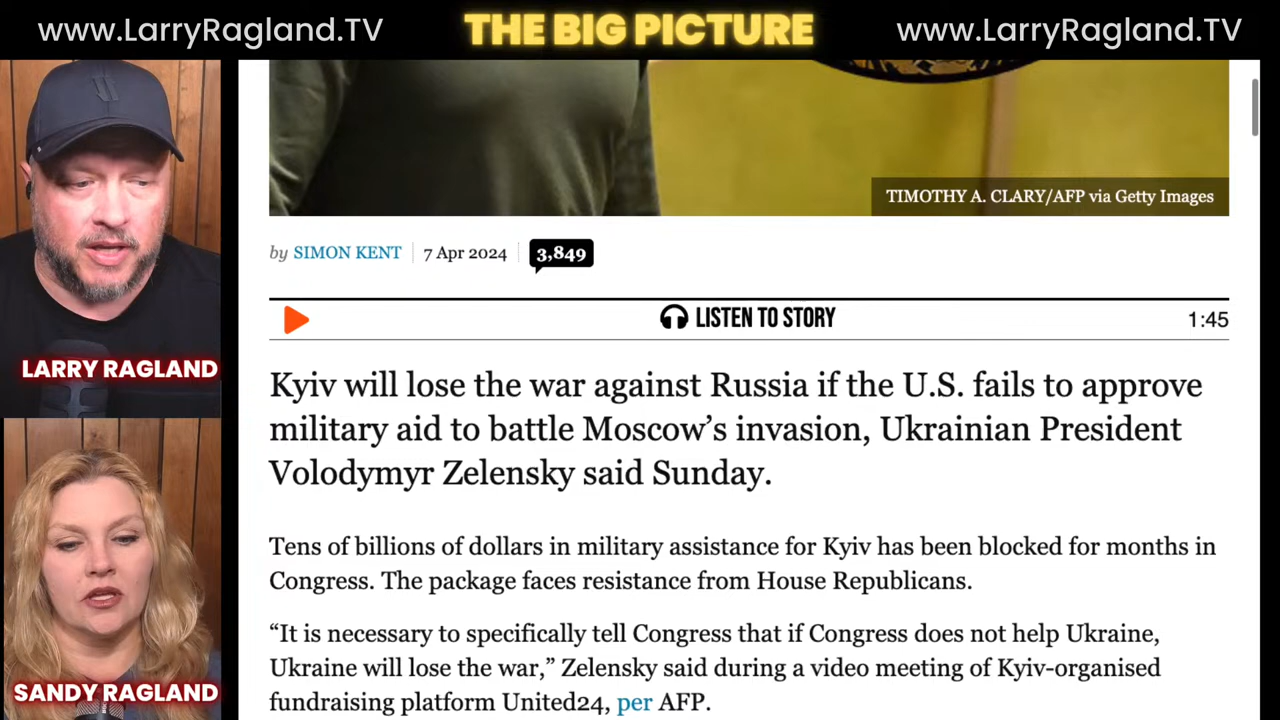 www.LarryRagland.TV
THE BIG PICTURE
www.LarryRagland.TV
LARRY RAGLAND
SANDY RAGLAND
TIMOTHY A. CLARY/AFP via Getty Images
by SIMON KENT 7 Apr 2024 3,849
LISTEN TO STORY 1:45
Kyiv will lose the war against Russia if the U.S. fails to approve
military aid to battle Moscow’s invasion, Ukrainian President
Volodymyr Zelensky said Sunday.
Tens of billions of dollars in military assistance for Kyiv has been blocked for months in
Congress. The package faces resistance from House Republicans.
“It is necessary to specifically tell Congress that if Congress does not help Ukraine,
Ukraine will lose the war,” Zelensky said during a video meeting of Kyiv-organised
fundraising platform United24, per AFP.